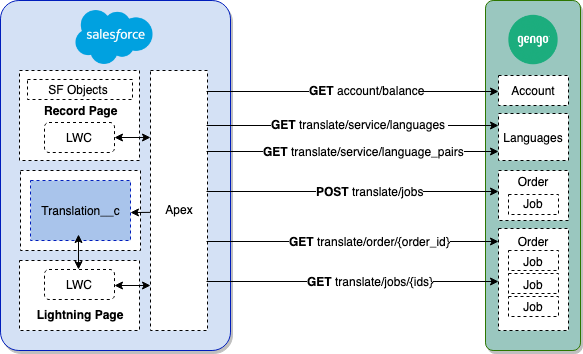 salesforce
gengo
SF Objects
Record Page
LWC
Translation__c
LWC
Lightning Page
Apex
GET account/balance
GET translate/service/languages
GET translate/service/language_pairs
POST translate/jobs
GET translate/order/{order_id}
GET translate/jobs/{ids}
Account
Languages
Order
Job
Order
Job
Job
Job